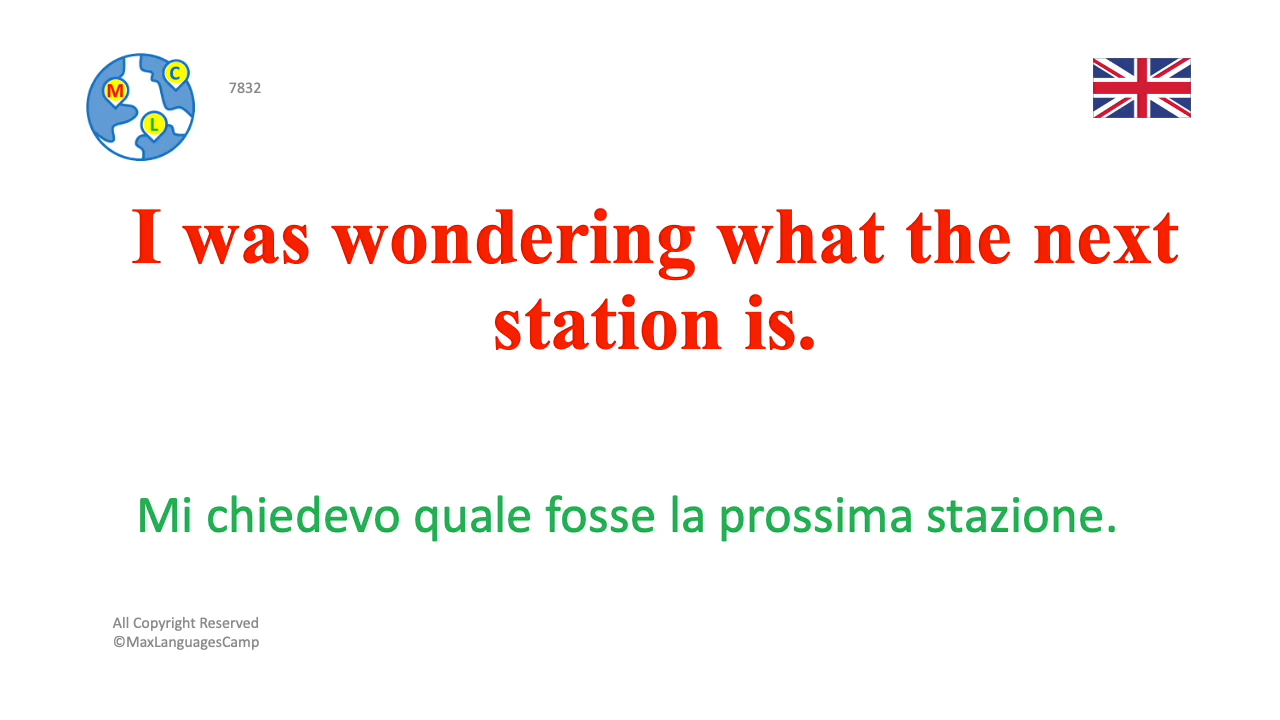 C
M
L
7832
I was wondering what the next
station is.
Mi chiedevo quale fosse la prossima stazione.
All Copyright Reserved
©MaxLanguagesCamp